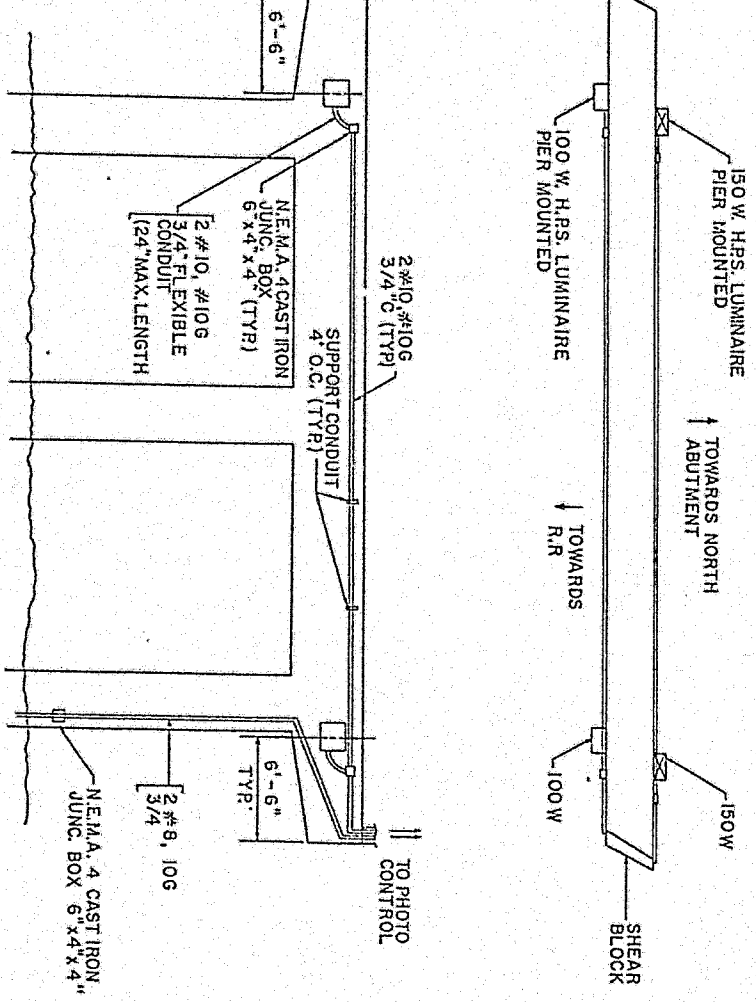 150 W. H.P.S. LUMINAIRE
PIER MOUNTED
100 W. H.P.S. LUMINAIRE
PIER MOUNTED
TOWARDS NORTH
ABUTMENT
TOWARDS
R.R
150W
100 W
SHEAR
BLOCK
6'-6"
2 #10, #10G
3/4"C (TYP)
N.E.M.A. 4 CAST IRON
JUNC. BOX
6"x4"x4" (TYP.)
2 #10, #10G
3/4" FLEXIBLE
CONDUIT
(24" MAX. LENGTH
SUPPORT CONDUIT
4' O.C. (TYP.)
TO PHOTO
CONTROL
6'-6"
TYP.
2 #8, 10G
3/4
N.E.M.A. 4 CAST IRON
JUNC. BOX 6"x4"x4"